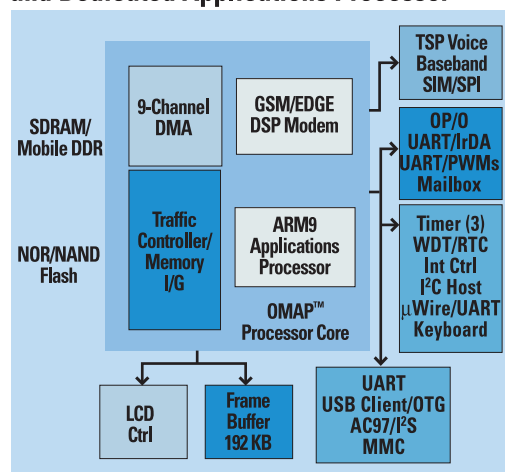 and Dedicated Applications Processor
SDRAM/
Mobile DDR
NOR/NAND
Flash
9-Channel
DMA
GSM/EDGE
DSP Modem
Traffic
Controller/
Memory
I/G
ARM9
Applications
Processor
OMAP™
Processor Core
TSP Voice
Baseband
SIM/SPI
OP/O
UART/IrDA
UART/PWMs
Mailbox
Timer (3)
WDT/RTC
Int Ctrl
I²C Host
μWire/UART
Keyboard
LCD
Ctrl
Frame
Buffer
192 KB
UART
USB Client/OTG
AC97/I²S
MMC